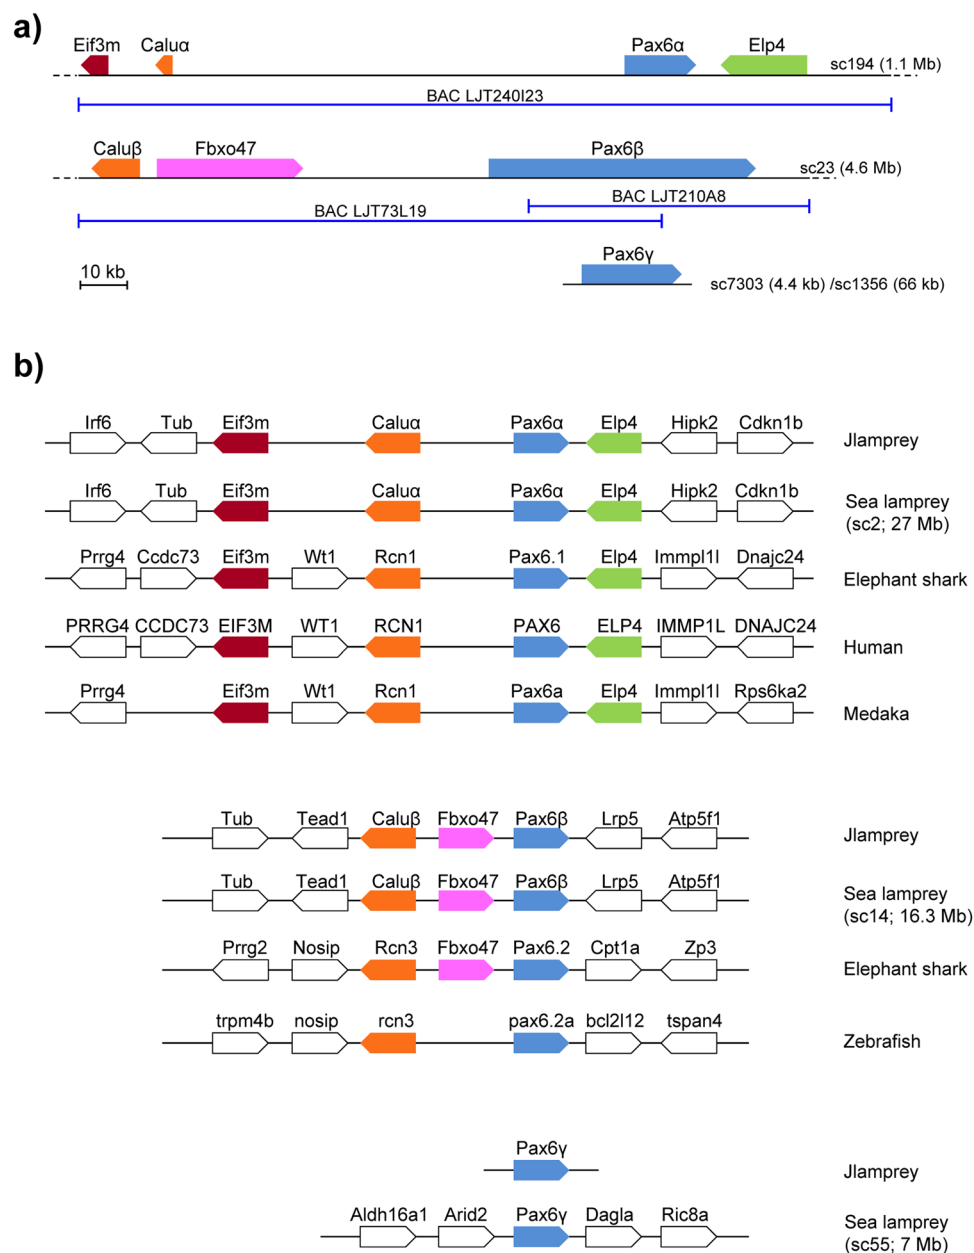 a)
Eif3m Caluα Pax6α Elp4
sc194 (1.1 Mb)
BAC LJT240I23
Caluβ Fbxo47 Pax6β
sc23 (4.6 Mb)
BAC LJT210A8
BAC LJT73L19
Pax6γ
10 kb
sc7303 (4.4 kb) /sc1356 (66 kb)
b)
Irf6 Tub Eif3m Caluα Pax6α Elp4 Hipk2 Cdkn1b
Jlamprey
Irf6 Tub Eif3m Caluα Pax6α Elp4 Hipk2 Cdkn1b
Sea lamprey
(sc2; 27 Mb)
Prrg4 Ccdc73 Eif3m Wt1 Rcn1 Pax6.1 Elp4 Immpl1l Dnajc24
Elephant shark
PRRG4 CCDC73 EIF3M WT1 RCN1 PAX6 ELP4 IMMP1L DNAJC24
Human
Prrg4 Eif3m Wt1 Rcn1 Pax6a Elp4 Immpl1l Rps6ka2
Medaka
Tub Tead1 Caluβ Fbxo47 Pax6β Lrp5 Atp5f1
Jlamprey
Tub Tead1 Caluβ Fbxo47 Pax6β Lrp5 Atp5f1
Sea lamprey
(sc14; 16.3 Mb)
Prrg2 Nosip Rcn3 Fbxo47 Pax6.2 Cpt1a Zp3
Elephant shark
trpm4b nosip rcn3 pax6.2a bcl2l12 tspan4
Zebrafish
Pax6γ
Jlamprey
Aldh16a1 Arid2 Pax6γ Dagla Ric8a
Sea lamprey
(sc55; 7 Mb)